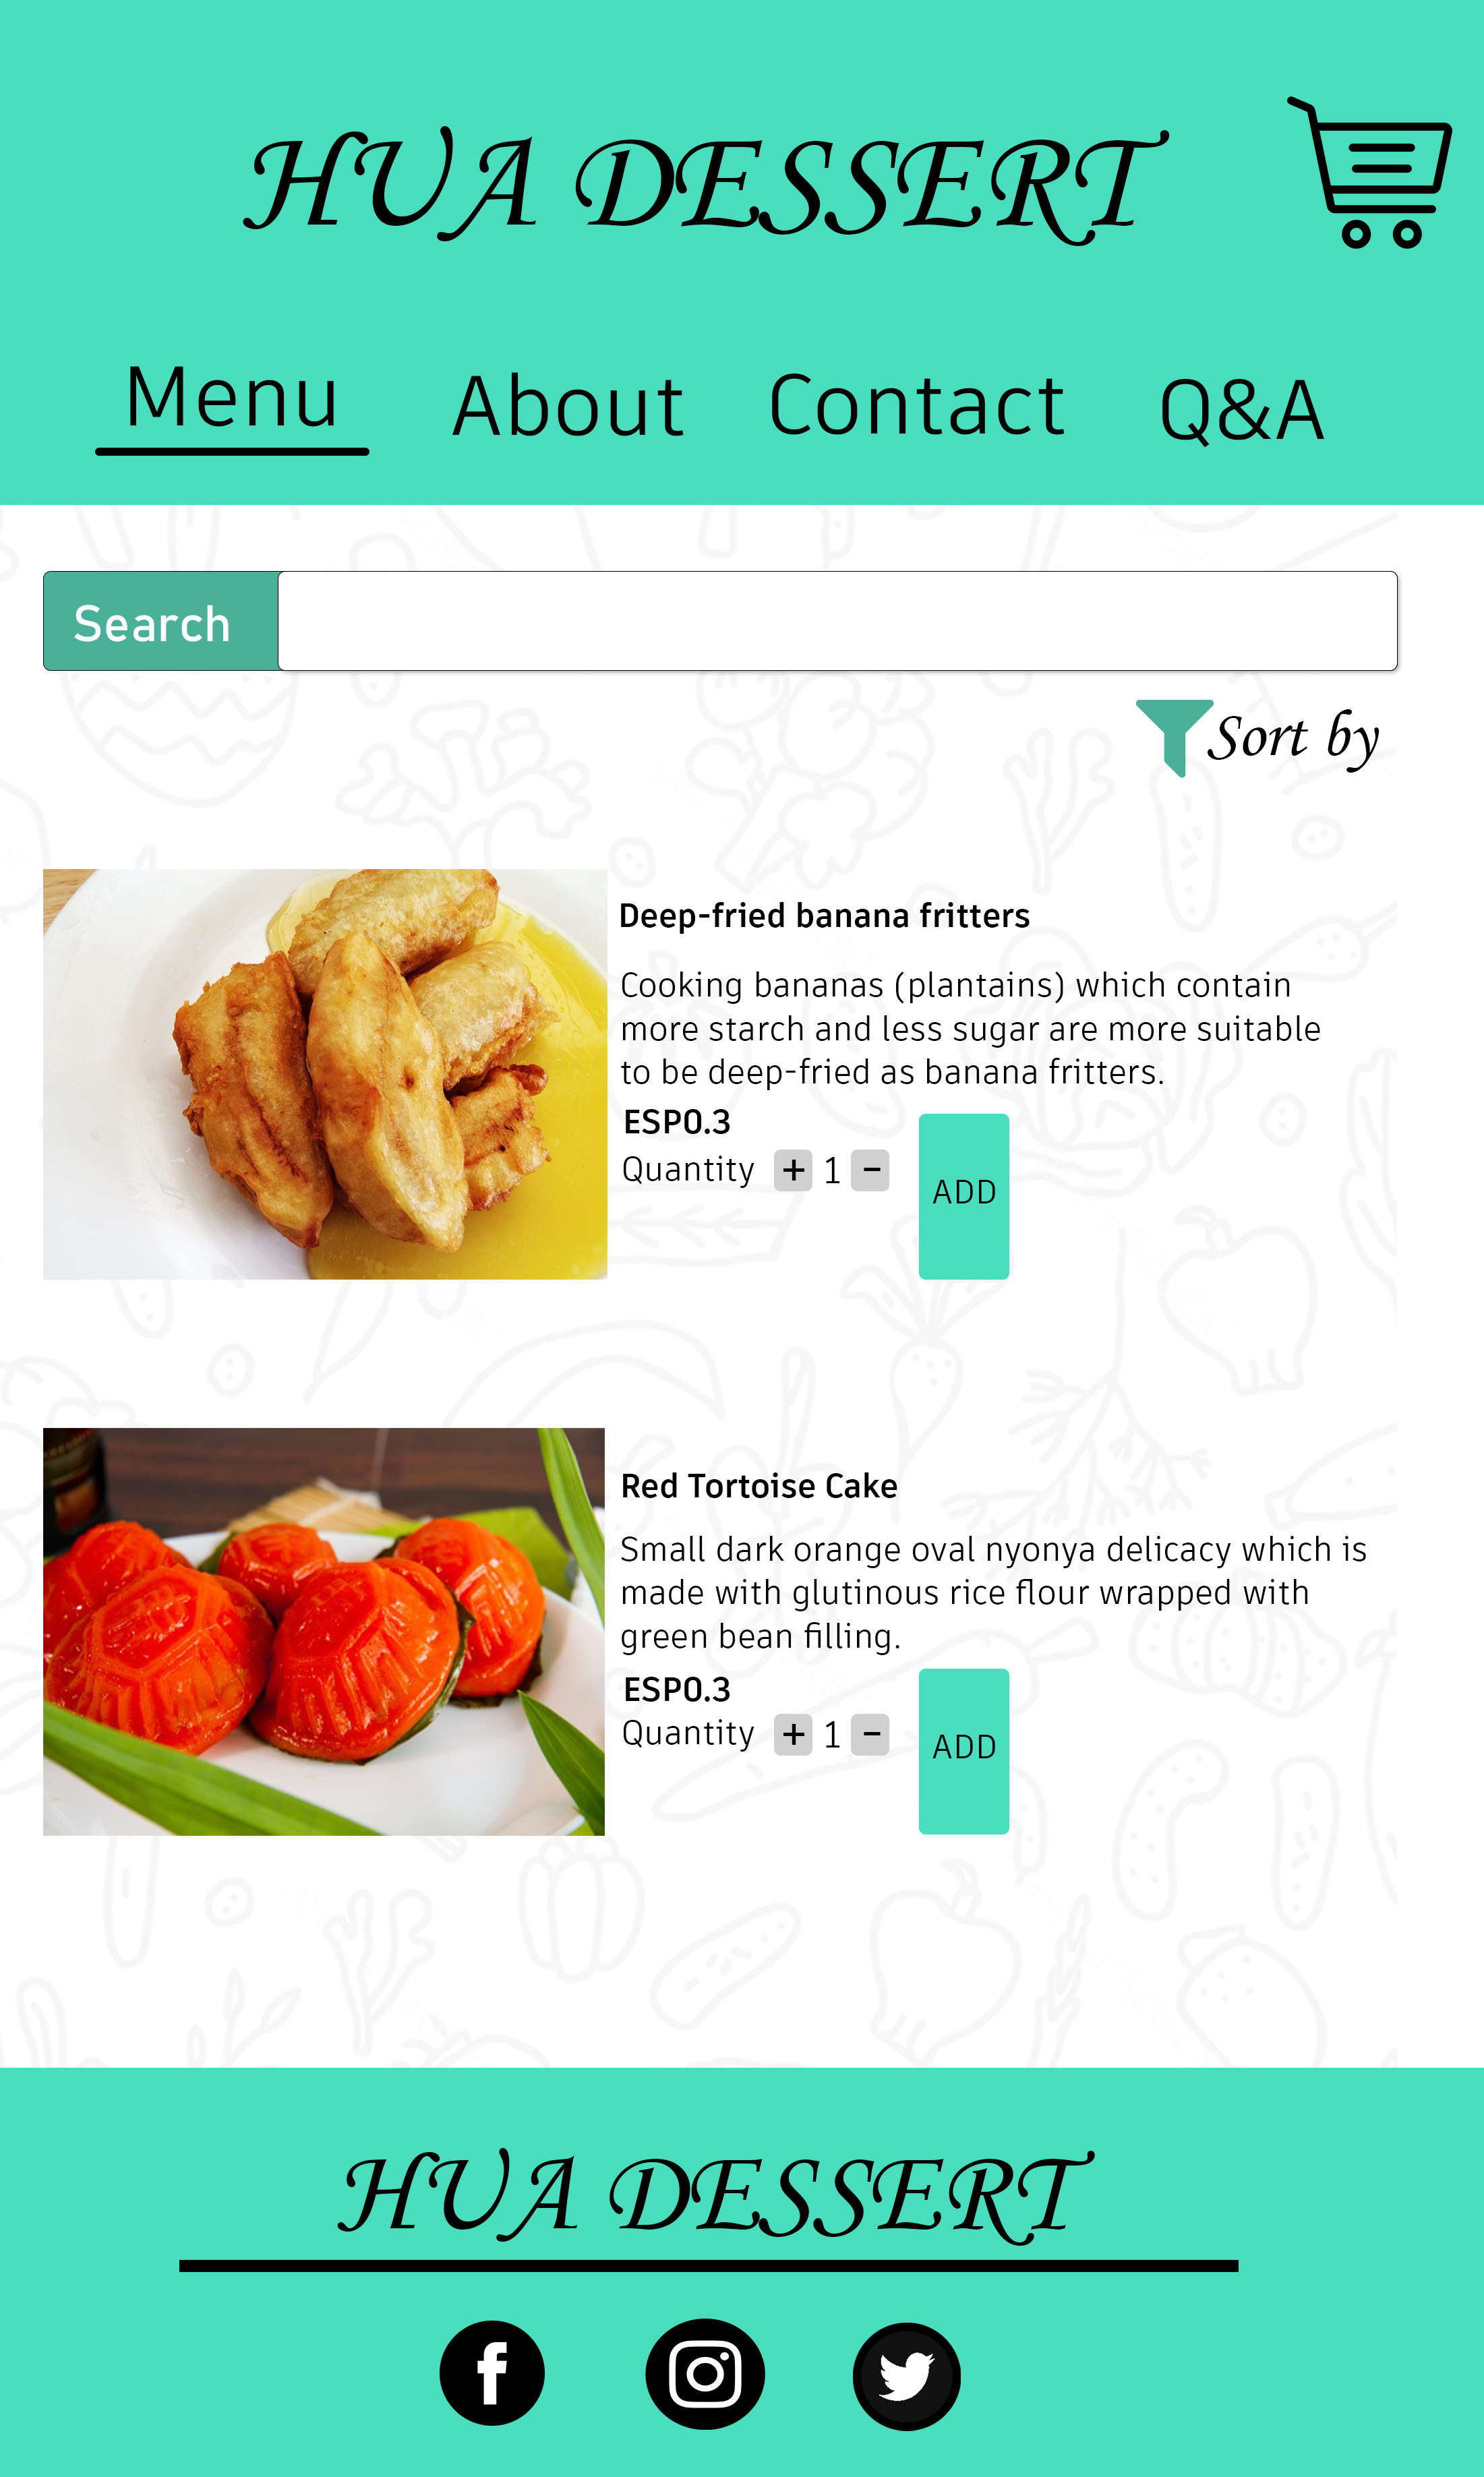 HUA DESSERT
Menu About Contact Q&A
Search
Sort by
Deep-fried banana fritters
Cooking bananas (plantains) which contain
more starch and less sugar are more suitable
to be deep-fried as banana fritters.
ESP0.3
Quantity + 1 -
ADD
Red Tortoise Cake
Small dark orange oval nyonya delicacy which is
made with glutinous rice flour wrapped with
green bean filling.
ESP0.3
Quantity + 1 -
ADD
HUA DESSERT